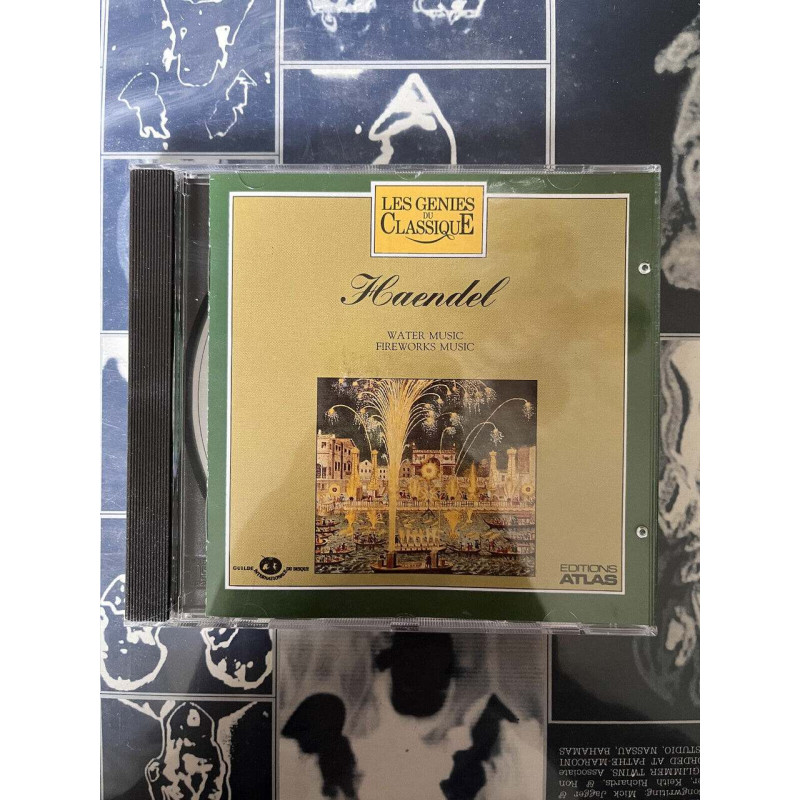 LES GENIES
DU
CLASSIQUE
Haendel
WATER MUSIC
FIREWORKS MUSIC
GUILDE INTERNATIONALE DU DISQUE
EDITIONS
ATLAS
ongwriting: Mick Jagger &
r. Keith Richards. & Ron
GLIMMER TWINS. Associate
RDED AT PATHE-MARCONI
STUDIO, NASSAU, BAHAMAS